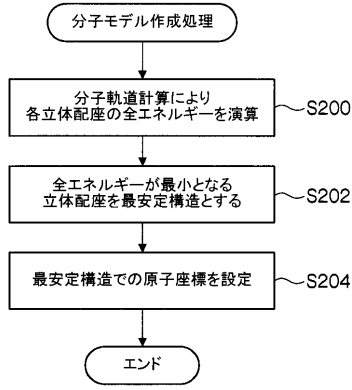 分子モデル作成処理
分子軌道計算により
各立体配座の全エネルギーを演算
S200
全エネルギーが最小となる
立体配座を最安定構造とする
S202
最安定構造での原子座標を設定
S204
エンド